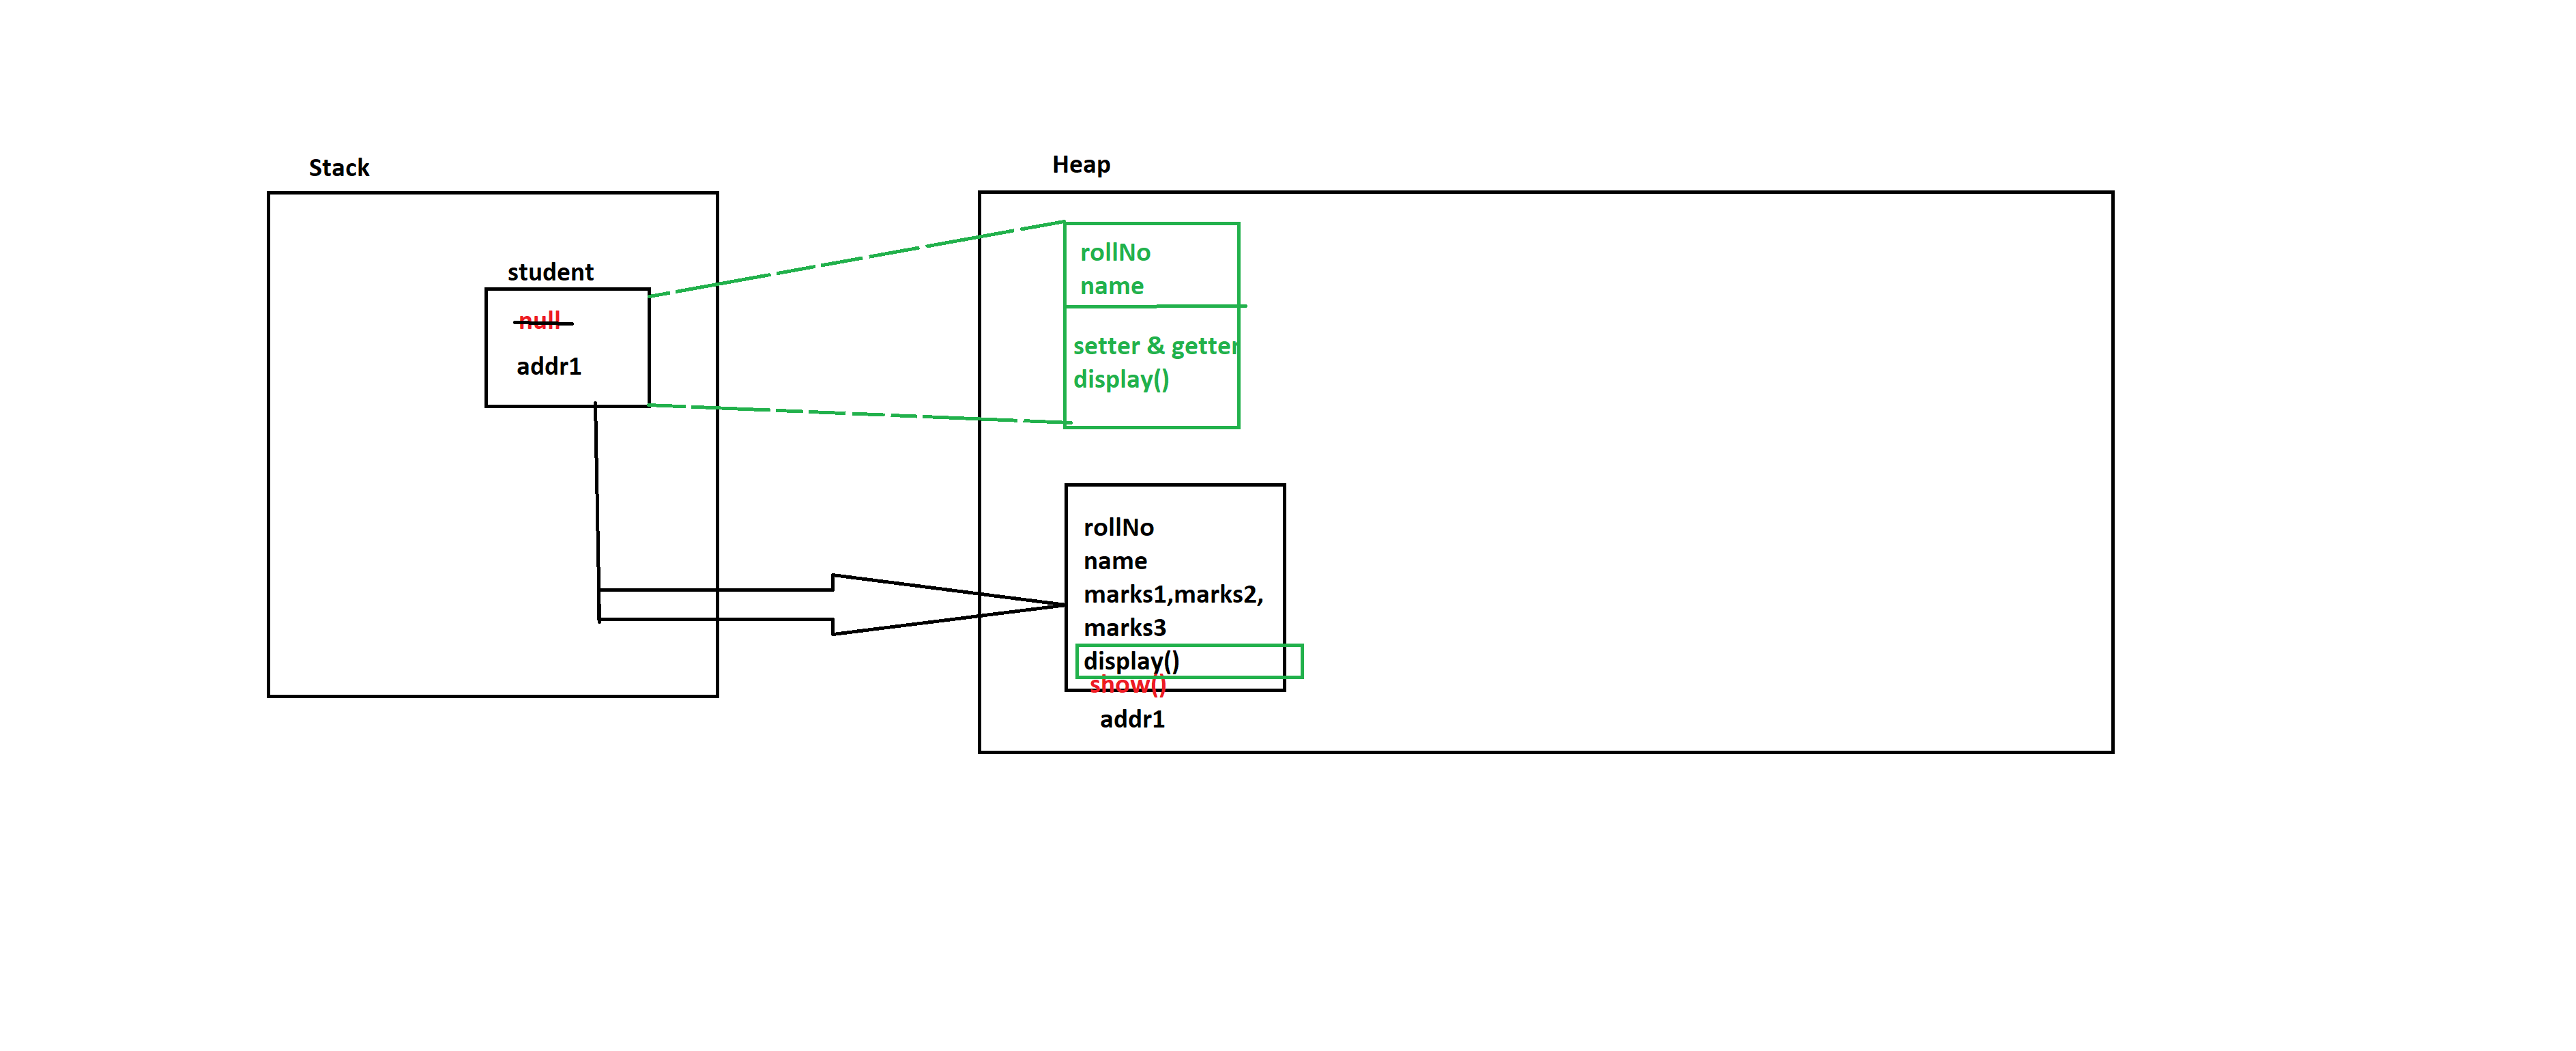 Stack
Heap
student
null
addr1
rollNo
name
setter & getter
display()
rollNo
name
marks1,marks2,
marks3
display()
show()
addr1